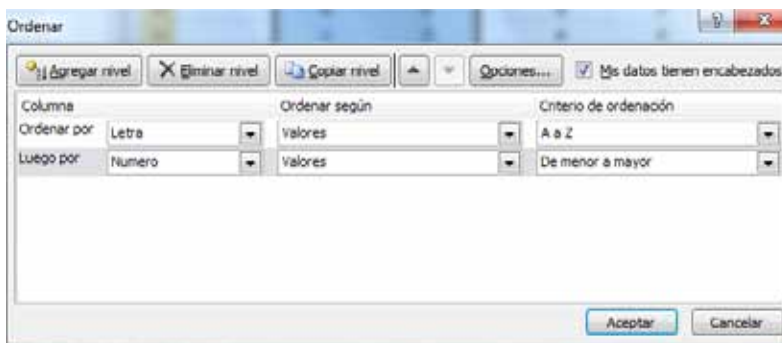 Ordenar
Agregar nivel Eliminar nivel Copiar nivel Opciones... Mis datos tienen encabezados
Columna Ordenar según Criterio de ordenación
Ordenar por Letra Valores A a Z
Luego por Numero Valores De menor a mayor
Aceptar Cancelar